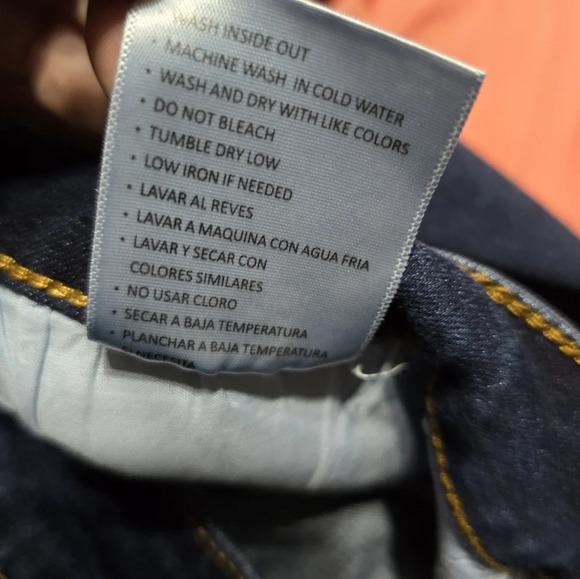 WASH INSIDE OUT
• MACHINE WASH IN COLD WATER
• WASH AND DRY WITH LIKE COLORS
• DO NOT BLEACH
• TUMBLE DRY LOW
• LOW IRON IF NEEDED
• LAVAR AL REVES
• LAVAR A MAQUINA CON AGUA FRIA
• LAVAR Y SECAR CON
COLORES SIMILARES
• NO USAR CLORO
• SECAR A BAJA TEMPERATURA
• PLANCHAR A BAJA TEMPERATURA
SI NECESITA